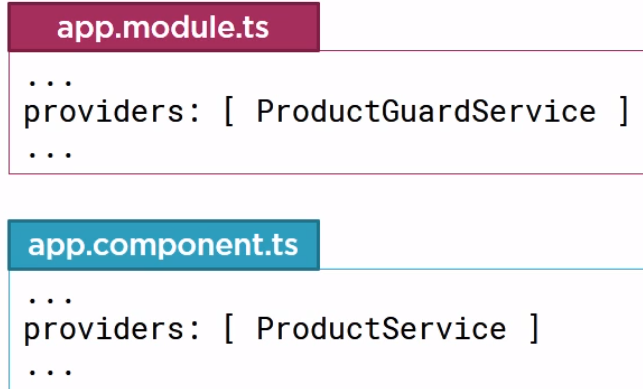 app.module.ts
...
providers: [ ProductGuardService ]
...
app.component.ts
...
providers: [ ProductService ]
...